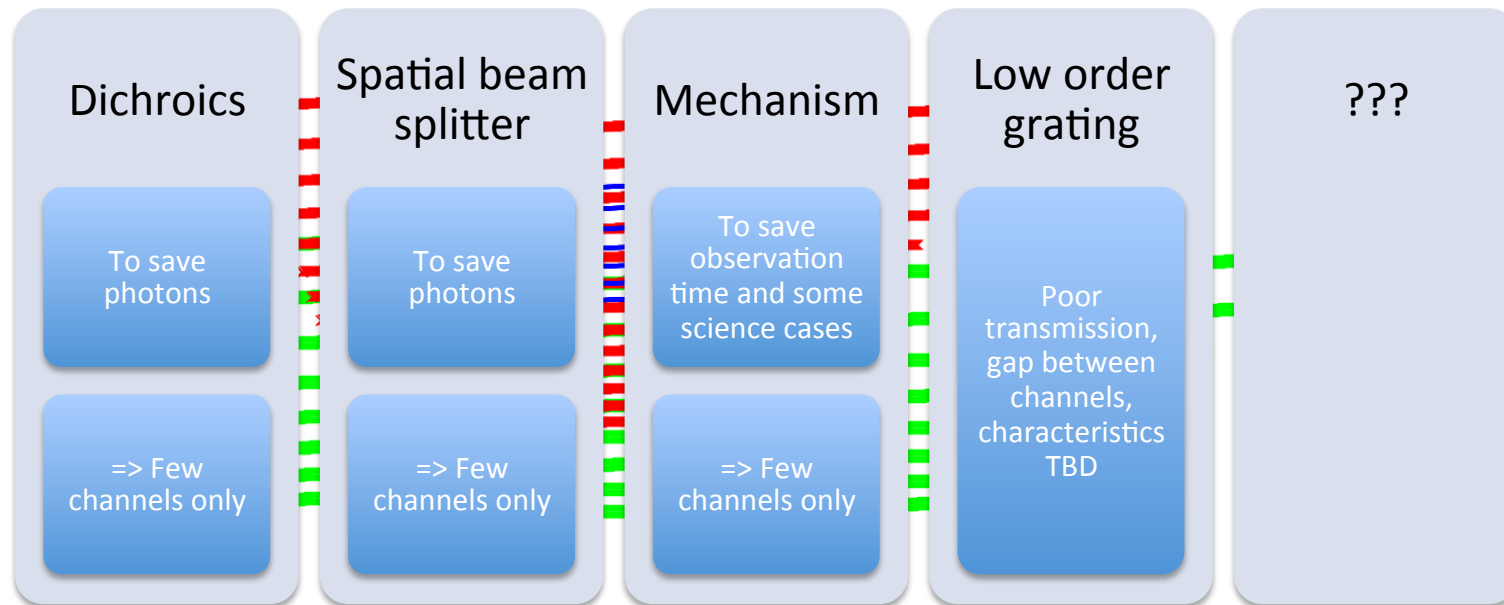 Dichroics
To save
photons
=> Few
channels only
Spatial beam
splitter
To save
photons
=> Few
channels only
Mechanism
To save
observation
time and some
science cases
=> Few
channels only
Low order
grating
Poor
transmission,
gap between
channels,
characteristics
TBD
???